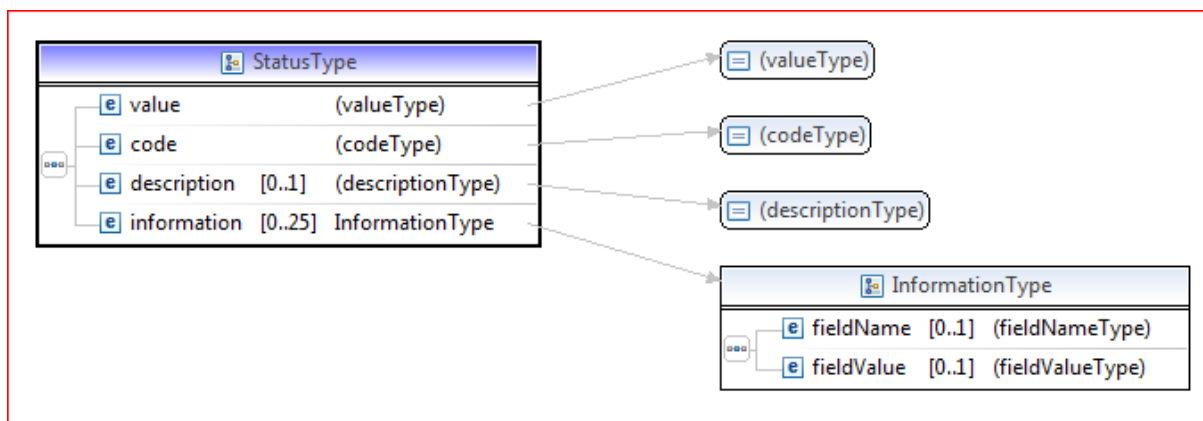 StatusType
e value (valueType)
e code (codeType)
e description [0..1] (descriptionType)
e information [0..25] InformationType
(valueType)
(codeType)
(descriptionType)
InformationType
e fieldName [0..1] (fieldNameType)
e fieldValue [0..1] (fieldValueType)